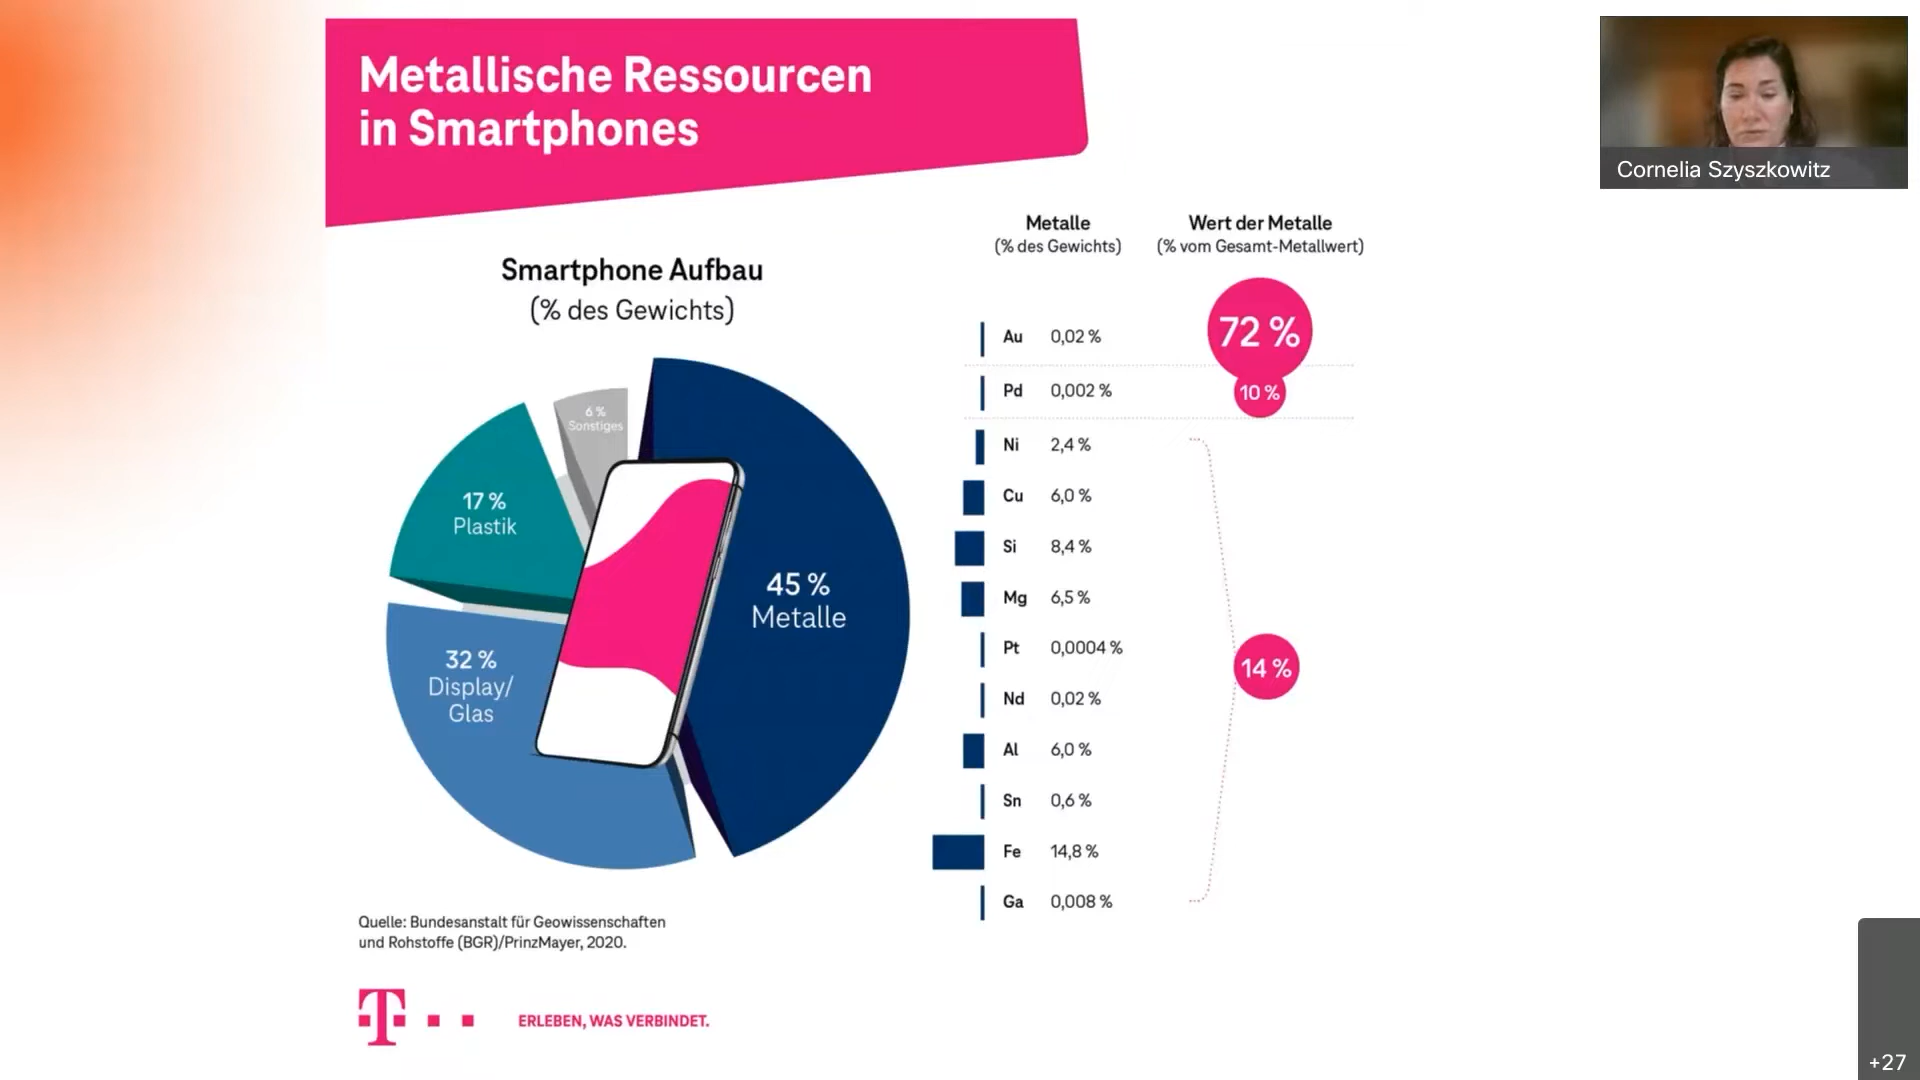 Metallische Ressourcen
in Smartphones
Cornelia Szyszkowitz
Smartphone Aufbau
(% des Gewichts)
6 %
Sonstiges
17 %
Plastik
45 %
Metalle
32 %
Display/
Glas
Metalle
(% des Gewichts)
Wert der Metalle
(% vom Gesamt-Metallwert)
Au 0,02 % 72 %
Pd 0,002 % 10 %
Ni 2,4 %
Cu 6,0 %
Si 8,4 %
Mg 6,5 %
Pt 0,0004 %
14 %
Nd 0,02 %
Al 6,0 %
Sn 0,6 %
Fe 14,8 %
Ga 0,008 %
Quelle: Bundesanstalt für Geowissenschaften
und Rohstoffe (BGR)/PrinzMayer, 2020.
T
ERLEBEN, WAS VERBINDET.
+27